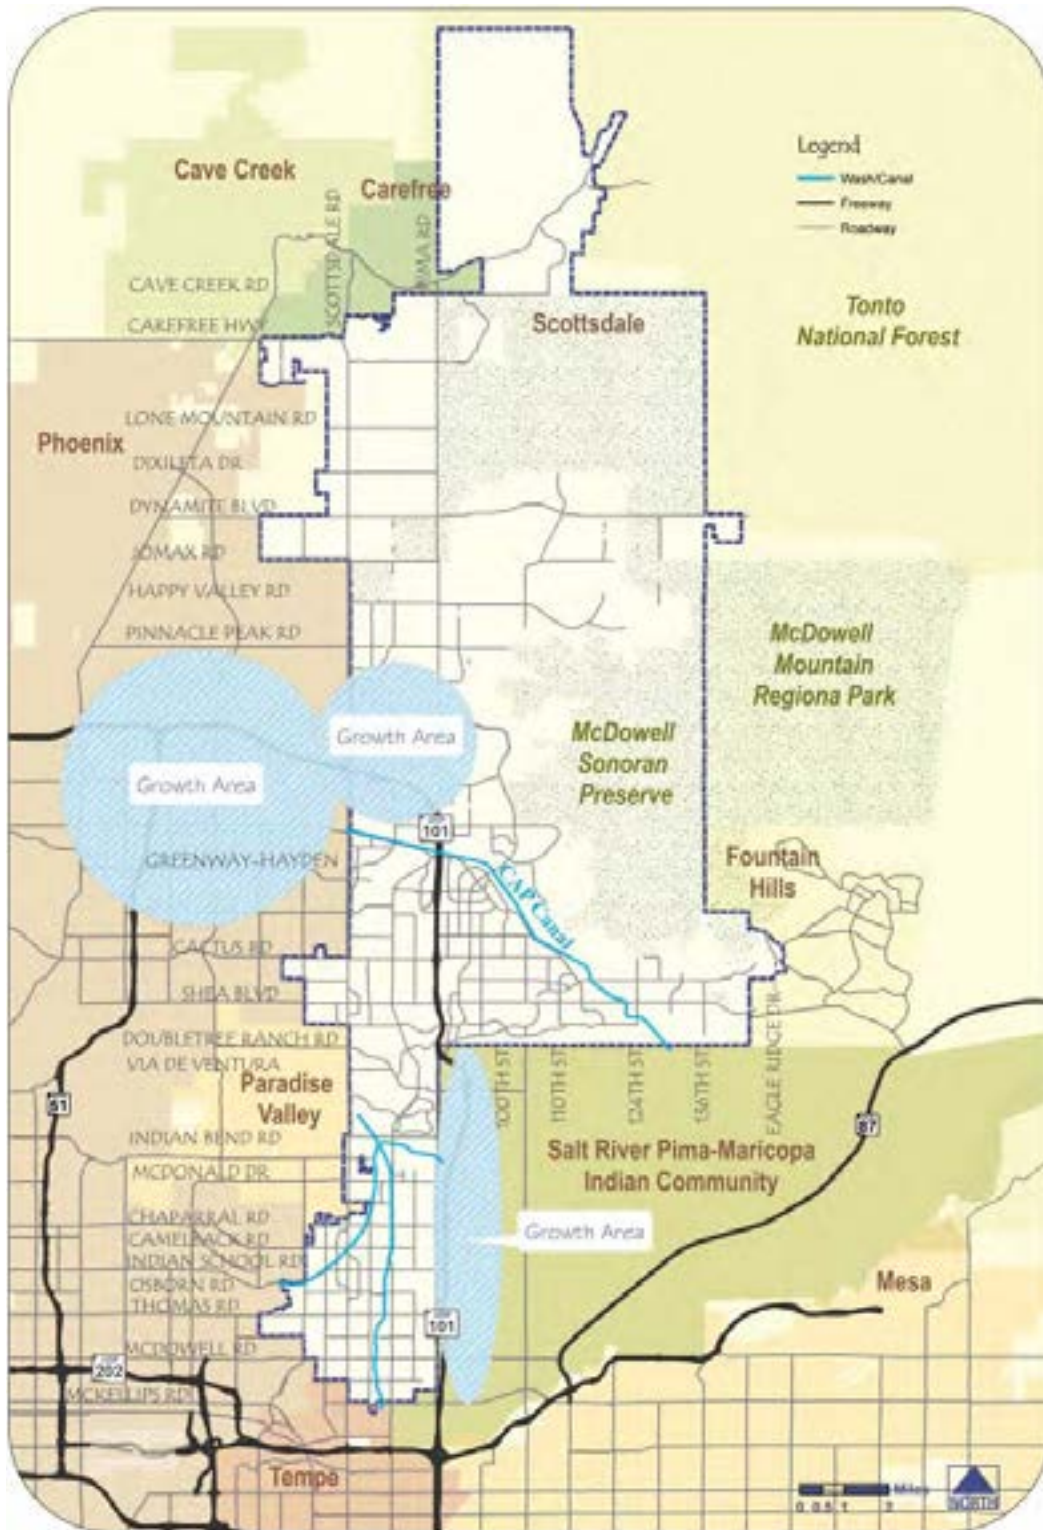 Cave Creek
Carefree
Legend
Wash/Canal
Freeway
Roadway
SCOTTSDALE RD
PIMA RD
CAVE CREEK RD
CAREFREE HWY
Scottsdale
Tonto
National Forest
LONE MOUNTAIN RD
Phoenix
DIXILETA DR
DYNAMITE BLVD
JOMAX RD
HAPPY VALLEY RD
PINNACLE PEAK RD
McDowell
Mountain
Regiona Park
Growth Area
Growth Area
McDowell
Sonoran
Preserve
101
GREENWAY-HAYDEN
CAP Canal
Fountain
Hills
CACTUS RD
SHEA BLVD
DOUBLETREE RANCH RD
VIA DE VENTURA
Paradise
Valley
100TH ST
110TH ST
124TH ST
136TH ST
EAGLE RIDGE DR
51
87
INDIAN BEND RD
MCDONALD DR
Salt River Pima-Maricopa
Indian Community
CHAPARRAL RD
CAMELBACK RD
INDIAN SCHOOL RD
OSBORN RD
THOMAS RD
Growth Area
Mesa
101
MCDOWELL RD
202
MCKELLIPS RD
Tempe
Miles
0 0.5 1
NORTH